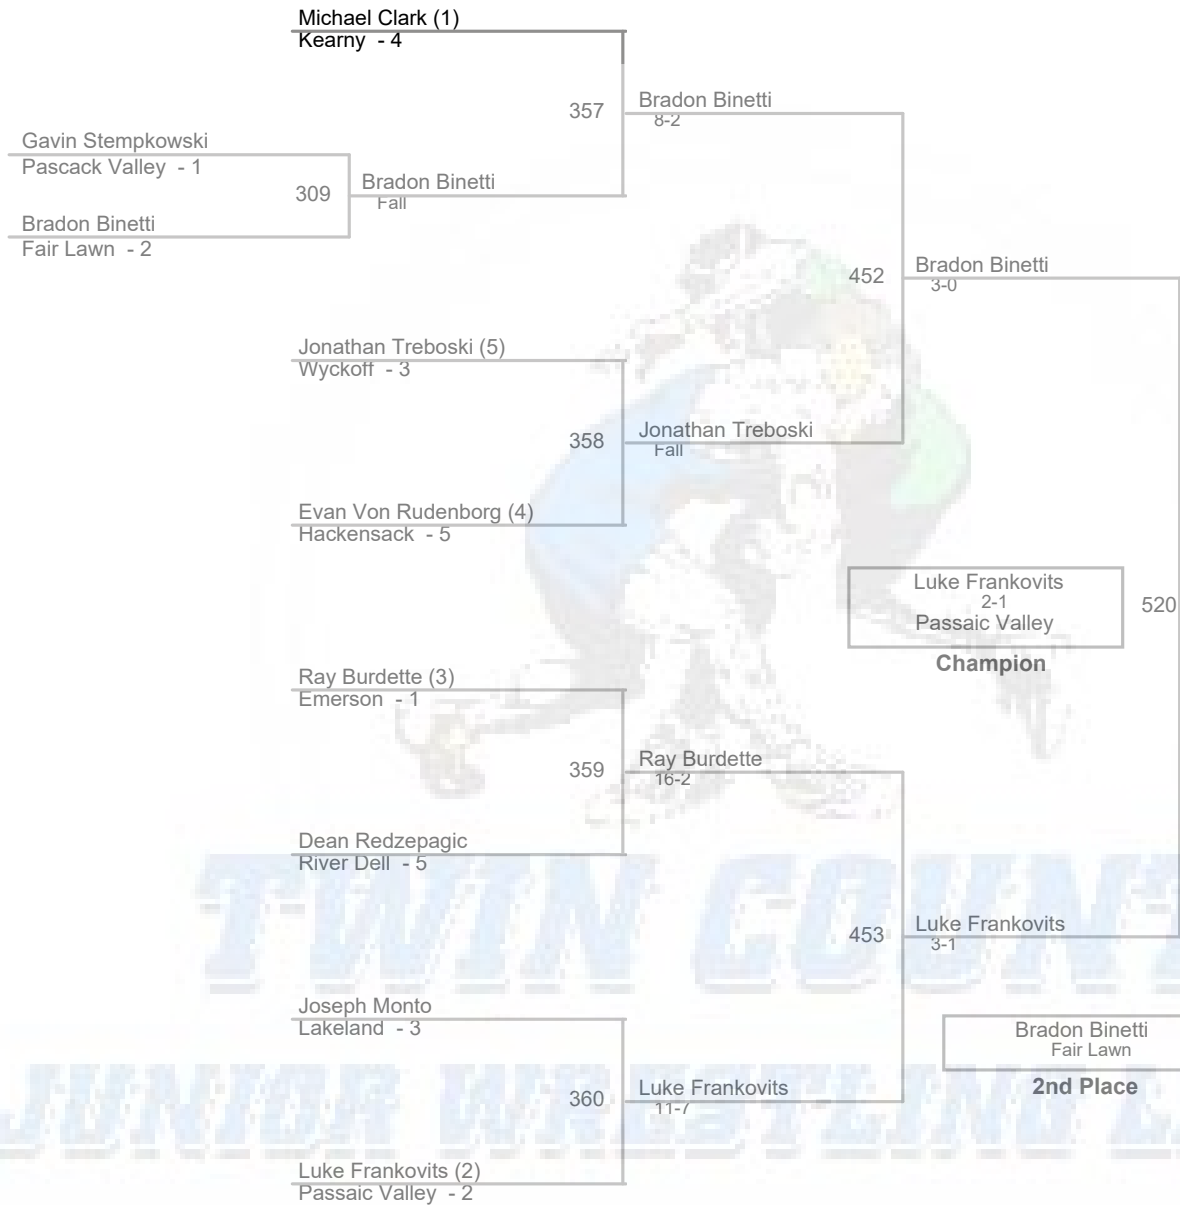 Michael Clark (1)
Kearny - 4
357
Bradon Binetti
8-2
Gavin Stempkowski
Pascack Valley - 1
309
Bradon Binetti
Fall
Bradon Binetti
Fair Lawn - 2
452
Bradon Binetti
3-0
Jonathan Treboski (5)
Wyckoff - 3
358
Jonathan Treboski
Fall
Evan Von Rudenborg (4)
Hackensack - 5
Luke Frankovits
2-1
Passaic Valley
520
Champion
Ray Burdette (3)
Emerson - 1
359
Ray Burdette
16-2
Dean Redzepagic
River Dell - 5
TWIN COUNT
453
Luke Frankovits
3-1
Joseph Monto
Lakeland - 3
Bradon Binetti
Fair Lawn
2nd Place
JUNIOR WRESTLING
360
Luke Frankovits
11-7
Luke Frankovits (2)
Passaic Valley - 2